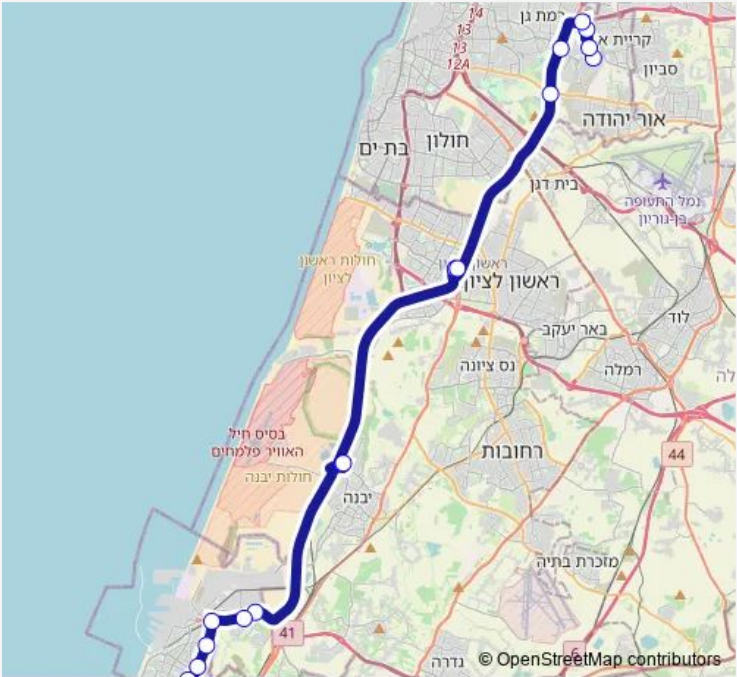 14
13
13
12A
רמת גן
קריית א
סביון
אור יהודה
חולון
בת ים
בית דגן
נמל התעופה
בן-גוריון
חולות ראשון
לציון
ראשון לציון
לוד
באר יעקב
רמלה
נס ציונה
בסיס חיל
האוויר פלמחים
רחובות
44
חולות יבנה
יבנה
מזכרת בתיה
41
גדרה
6
© OpenStreetMap contributors